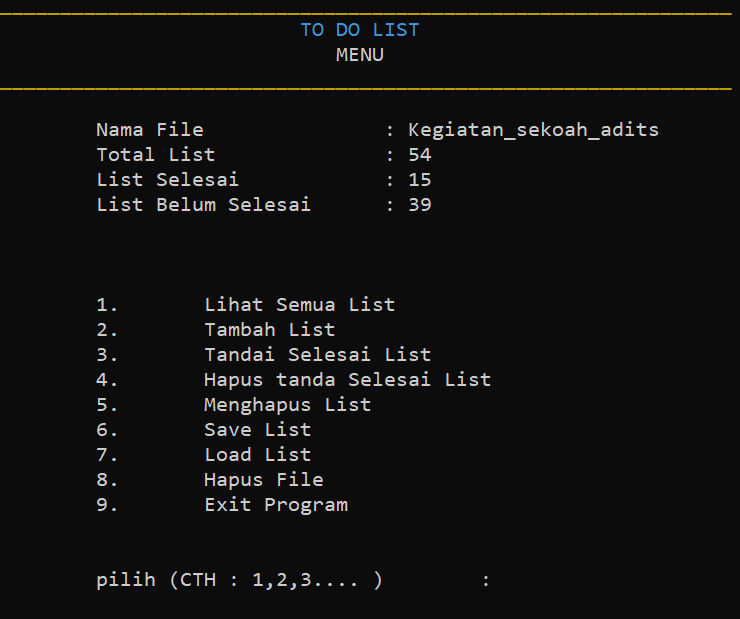 TO DO LIST
MENU
Nama File : Kegiatan_sekoah_adits
Total List : 54
List Selesai : 15
List Belum Selesai : 39
1. Lihat Semua List
2. Tambah List
3. Tandai Selesai List
4. Hapus tanda Selesai List
5. Menghapus List
6. Save List
7. Load List
8. Hapus File
9. Exit Program
pilih (CTH : 1,2,3.... ) :